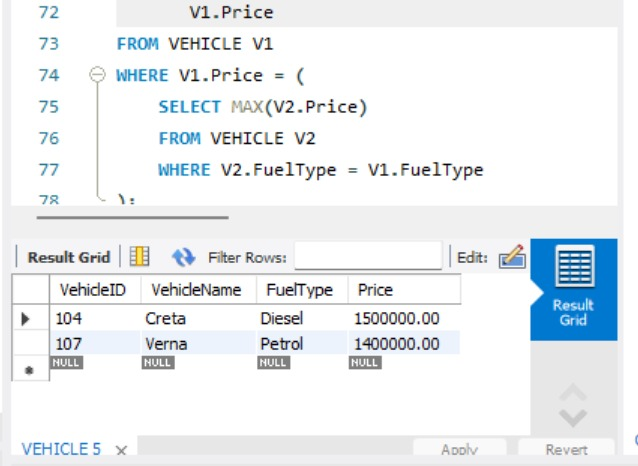 72 V1.Price
73 FROM VEHICLE V1
74 WHERE V1.Price = (
75 SELECT MAX(V2.Price)
76 FROM VEHICLE V2
77 WHERE V2.FuelType = V1.FuelType
78 );
Result Grid Filter Rows: Edit:
Result
Grid
VehicleID VehicleName FuelType Price
104 Creta Diesel 1500000.00
107 Verna Petrol 1400000.00
NULL NULL NULL NULL
VEHICLE 5 x Apply Revert